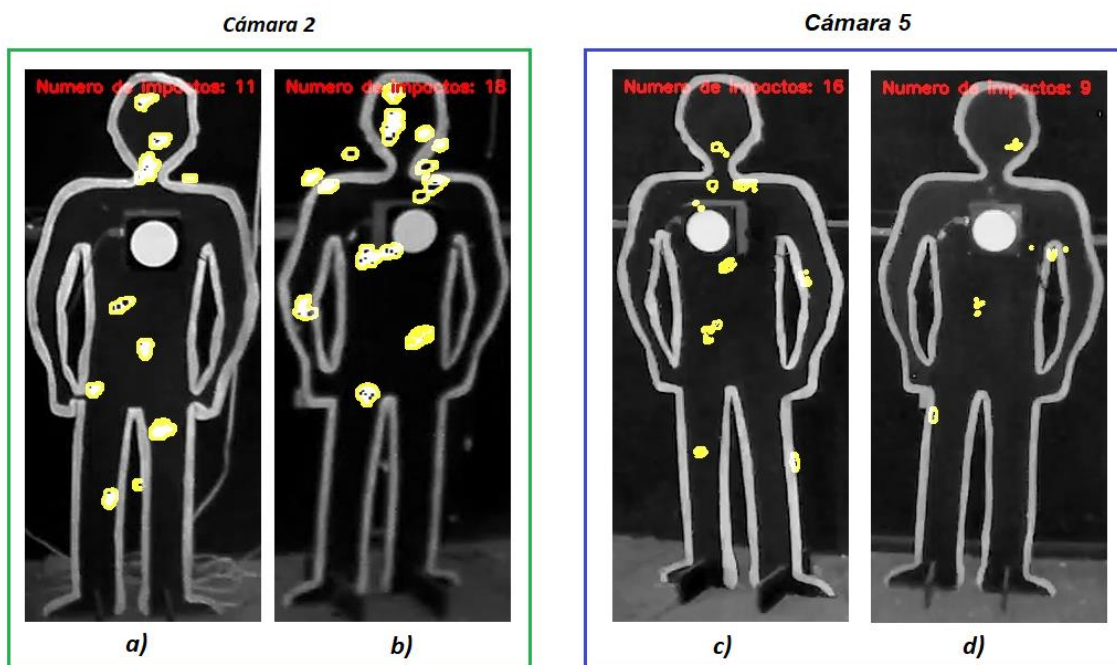 Cámara 2
Cámara 5
Numero de impactos: 11
Numero de impactos: 18
Numero de impactos: 16
Numero de impactos: 9
a)
b)
c)
d)